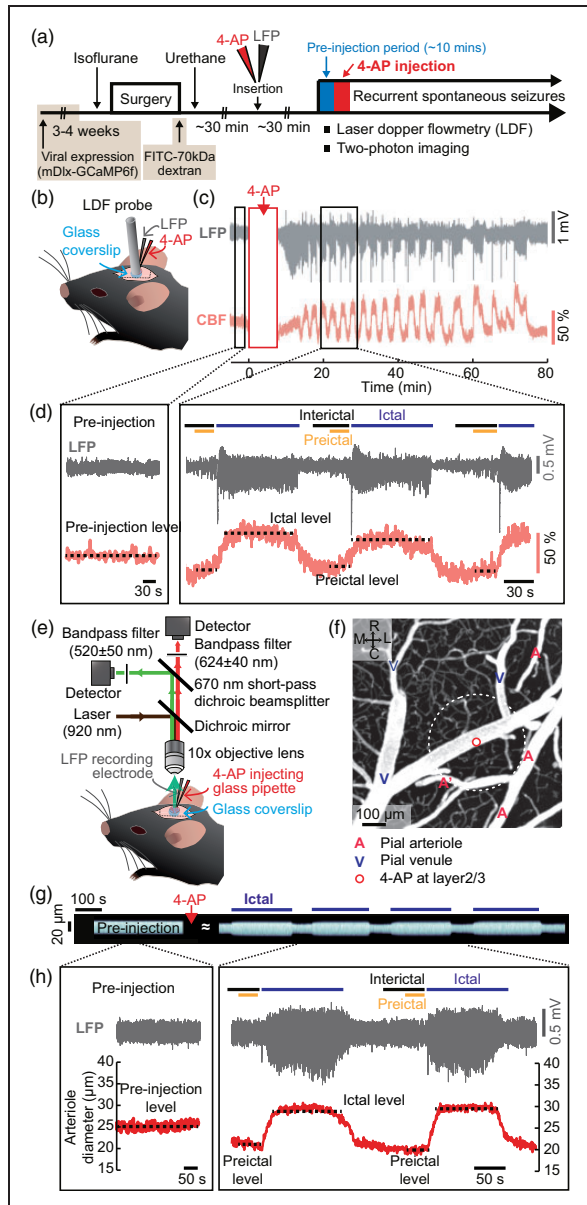 (a)
Isoflurane
Urethane
4-AP
LFP
Pre-injection period (~10 mins)
4-AP injection
Surgery
Insertion
Recurrent spontaneous seizures
3-4 weeks
~30 min
~30 min
Viral expression
(mDlx-GCaMP6f)
FITC-70kDa
dextran
Laser dopper flowmetry (LDF)
Two-photon imaging
(b)
LDF probe
LFP
4-AP
Glass
coverslip
(c)
4-AP
LFP
1 mV
CBF
50 %
0
20
40
60
80
Time (min)
(d)
Pre-injection
LFP
Pre-injection level
30 s
Interictal
Ictal
Preictal
0.5 mV
Ictal level
Preictal level
50 %
30 s
(e)
Detector
Bandpass filter
(520±50 nm)
Bandpass filter
(624±40 nm)
Detector
670 nm short-pass
dichroic beamsplitter
Laser
(920 nm)
Dichroic mirror
10x objective lens
LFP recording
electrode
4-AP injecting
glass pipette
Glass coverslip
(f)
R
M
L
C
V
V
A
A
A'
V
A
100 µm
A Pial arteriole
V Pial venule
4-AP at layer2/3
(g)
100 s
4-AP
Ictal
20 µm
Pre-injection
≈
(h)
Pre-injection
LFP
Arteriole
diameter (µm)
30
25
20
15
Pre-injection
level
50 s
Interictal
Ictal
Preictal
0.5 mV
Ictal level
Preictal
level
Preictal
level
30
25
20
15
50 s